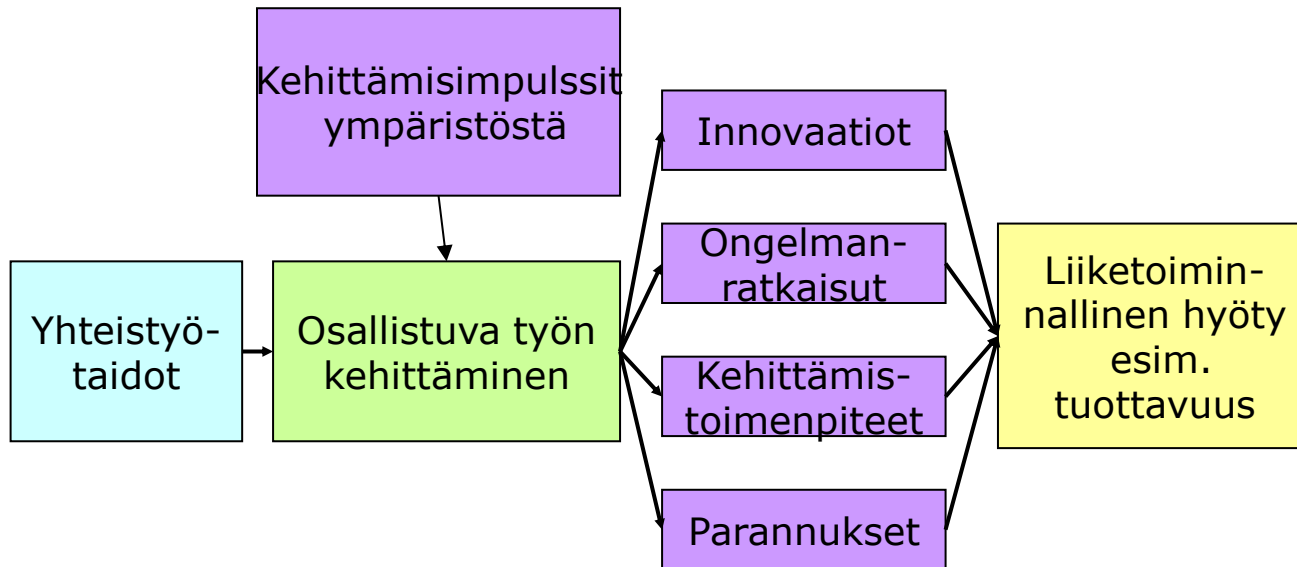 Kehittämisimpulssit
ympäristöstä
Innovaatiot
Ongelman-
ratkaisut
Yhteistyö-
taidot
Osallistuva työn
kehittäminen
Kehittämis-
toimenpiteet
Parannukset
Liiketoimin-
nallinen hyöty
esim.
tuottavuus